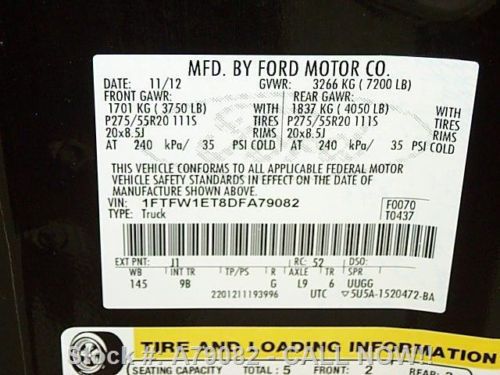 MFD. BY FORD MOTOR CO.
DATE: 11/12 GVWR: 3266 KG ( 7200 LB)
FRONT GAWR: REAR GAWR:
1701 KG ( 3750 LB) WITH 1837 KG ( 4050 LB) WITH
P275/55R20 111S TIRES P275/55R20 111S TIRES
20x8.5J RIMS 20x8.5J RIMS
AT 240 kPa/ 35 PSI COLD AT 240 kPa/ 35 PSI COLD
THIS VEHICLE CONFORMS TO ALL APPLICABLE FEDERAL MOTOR
VEHICLE SAFETY STANDARDS IN EFFECT ON THE DATE OF
MANUFACTURE SHOWN ABOVE.
VIN: 1FTFW1ET8DFA79082 F0070
TYPE: Truck T0437
EXT PNT: J1 RC: 52 DSO:
WB INT TR TP/PS R AXLE TR SPR
145 9B G L9 6 UUGG
2201211193996 UTC 5U5A-1520472-BA
TIRE AND LOADING INFORMATION
SEATING CAPACITY TOTAL : 5 FRONT: 2 REAR:
Stock #: A79082 - CALL NOW!!